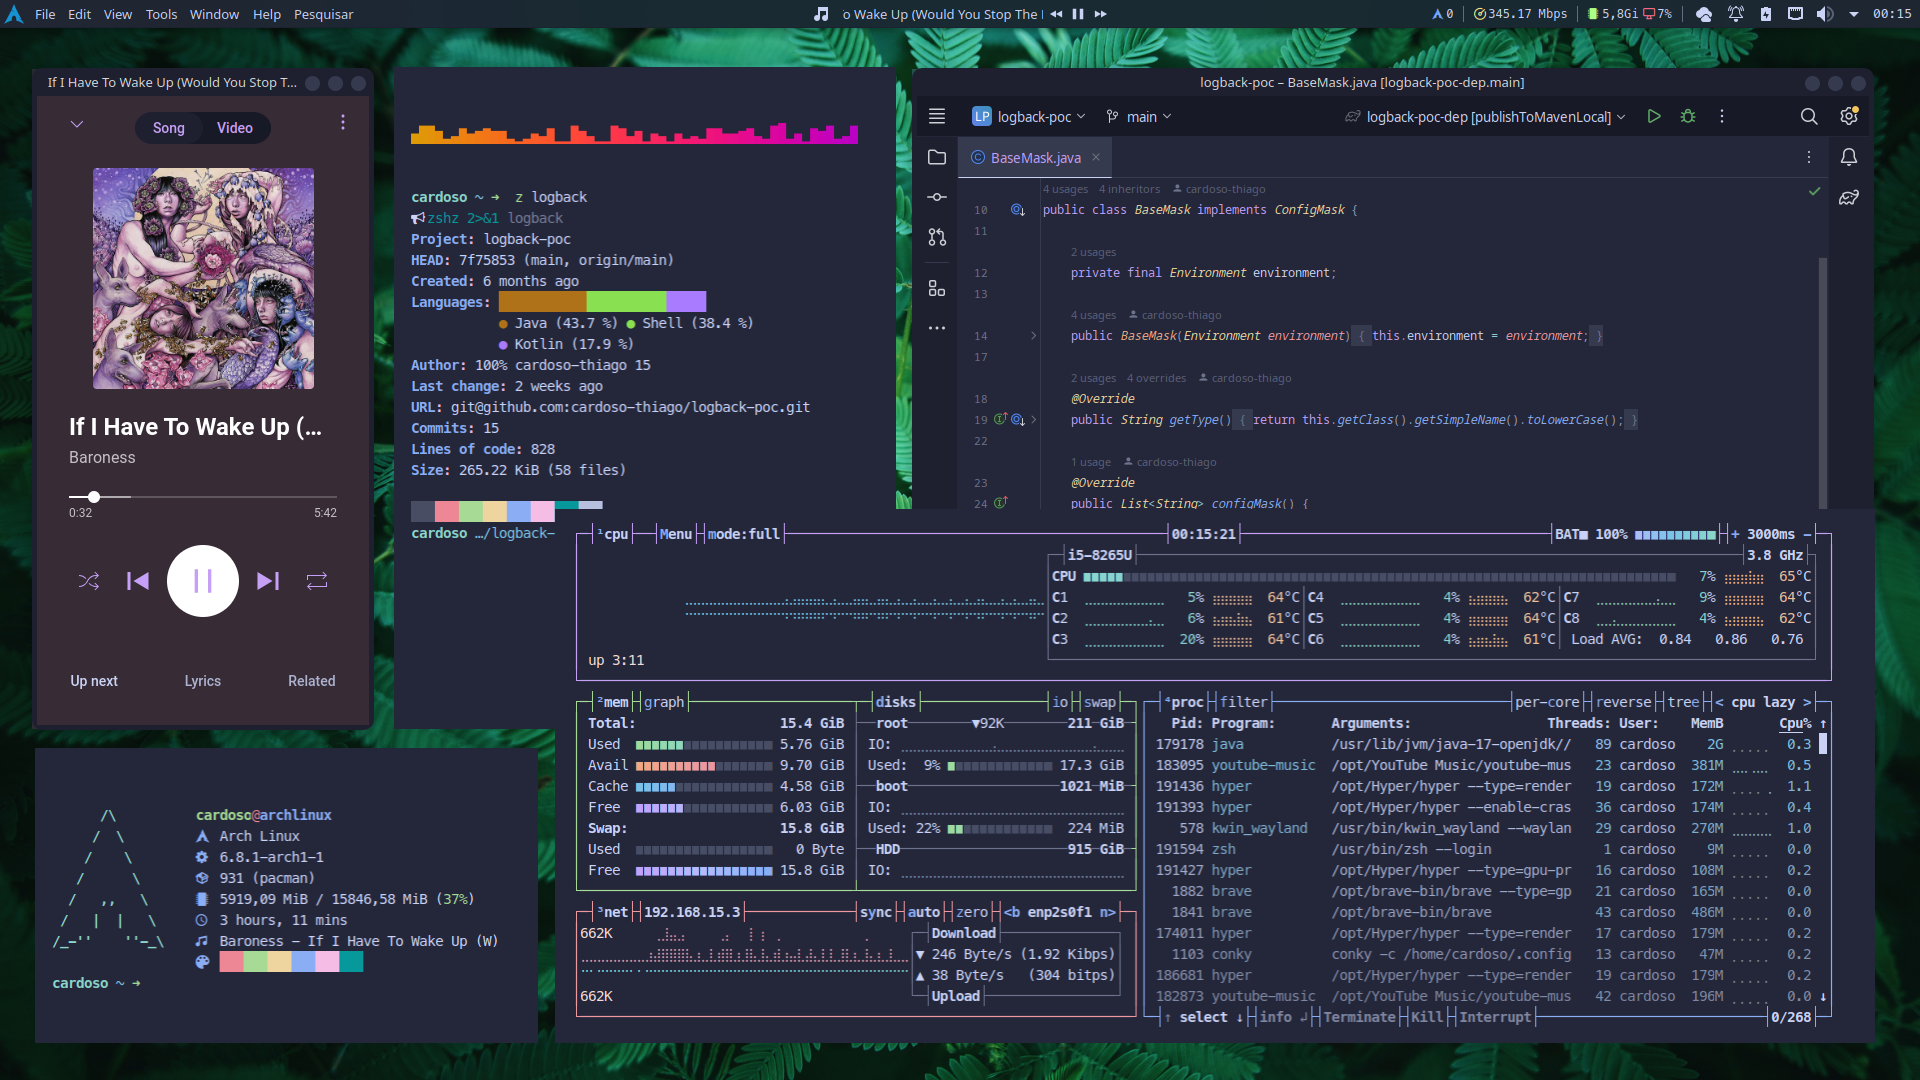 File Edit View Tools Window Help Pesquisar
o Wake Up (Would You Stop The
0
345.17 Mbps
5,8Gi
7%
00:15
If I Have To Wake Up (Would You Stop T...
Song Video
If I Have To Wake Up (...
Baroness
0:32 5:42
Up next Lyrics Related
cardoso ~ ➜ z logback
zshz 2>&1 logback
Project: logback-poc
HEAD: 7f75853 (main, origin/main)
Created: 6 months ago
Languages:
● Java (43.7 %) ● Shell (38.4 %)
● Kotlin (17.9 %)
Author: 100% cardoso-thiago 15
Last change: 2 weeks ago
URL: git@github.com:cardoso-thiago/logback-poc.git
Commits: 15
Lines of code: 828
Size: 265.22 KiB (58 files)
cardoso …/logback-
logback-poc – BaseMask.java [logback-poc-dep.main]
LP logback-poc main logback-poc-dep [publishToMavenLocal]
BaseMask.java
4 usages 4 inheritors cardoso-thiago
10 public class BaseMask implements ConfigMask {
11
2 usages
12 private final Environment environment;
13
4 usages cardoso-thiago
14 public BaseMask(Environment environment) { this.environment = environment; }
17
2 usages 4 overrides cardoso-thiago
18 @Override
19 public String getType() { return this.getClass().getSimpleName().toLowerCase(); }
22
1 usage cardoso-thiago
23 @Override
24 public List<String> configMask() {
cardoso@archlinux
Arch Linux
6.8.1-arch1-1
931 (pacman)
5919,09 MiB / 15846,58 MiB (37%)
3 hours, 11 mins
Baroness - If I Have To Wake Up (W)
cardoso ~ ➜
¹cpu Menu mode:full 00:15:21 BAT■ 100% + 3000ms -
i5-8265U 3.8 GHz
CPU 7% 65°C
C1 5% 64°C C4 4% 62°C C7 9% 64°C
C2 6% 61°C C5 4% 64°C C8 4% 62°C
C3 20% 64°C C6 4% 61°C Load AVG: 0.84 0.86 0.76
up 3:11
²mem graph disks io swap
Total: 15.4 GiB root ▼92K 211 GiB
Used 5.76 GiB IO:
Avail 9.70 GiB Used: 9% 17.3 GiB
Cache 4.58 GiB boot 1021 MiB
Free 6.03 GiB IO:
Swap: 15.8 GiB Used: 22% 224 MiB
Used 0 Byte HDD 915 GiB
Free 15.8 GiB IO:
³net 192.168.15.3 sync auto zero <b enp2s0f1 n>
662K Download
▼ 246 Byte/s (1.92 Kibps)
▲ 38 Byte/s (304 bitps)
662K Upload
⁴proc filter per-core reverse tree < cpu lazy >
Pid: Program: Arguments: Threads: User: MemB Cpu% ↑
179178 java /usr/lib/jvm/java-17-openjdk// 89 cardoso 2G 0.3
183095 youtube-music /opt/YouTube Music/youtube-mus 23 cardoso 381M 0.5
191436 hyper /opt/Hyper/hyper --type=render 19 cardoso 172M 1.1
191393 hyper /opt/Hyper/hyper --enable-cras 36 cardoso 174M 0.4
578 kwin_wayland /usr/bin/kwin_wayland --waylan 29 cardoso 270M 1.0
191594 zsh /usr/bin/zsh --login 1 cardoso 9M 0.0
191427 hyper /opt/Hyper/hyper --type=gpu-pr 16 cardoso 108M 0.2
1882 brave /opt/brave-bin/brave --type=gp 21 cardoso 165M 0.0
1841 brave /opt/brave-bin/brave 43 cardoso 486M 0.0
174011 hyper /opt/Hyper/hyper --type=render 17 cardoso 179M 0.2
1103 conky conky -c /home/cardoso/.config 13 cardoso 47M 0.2
186681 hyper /opt/Hyper/hyper --type=render 19 cardoso 179M 0.2
182873 youtube-music /opt/YouTube Music/youtube-mus 42 cardoso 196M 0.0 ↓
↑ select ↓ info ↲ Terminate Kill Interrupt 0/268